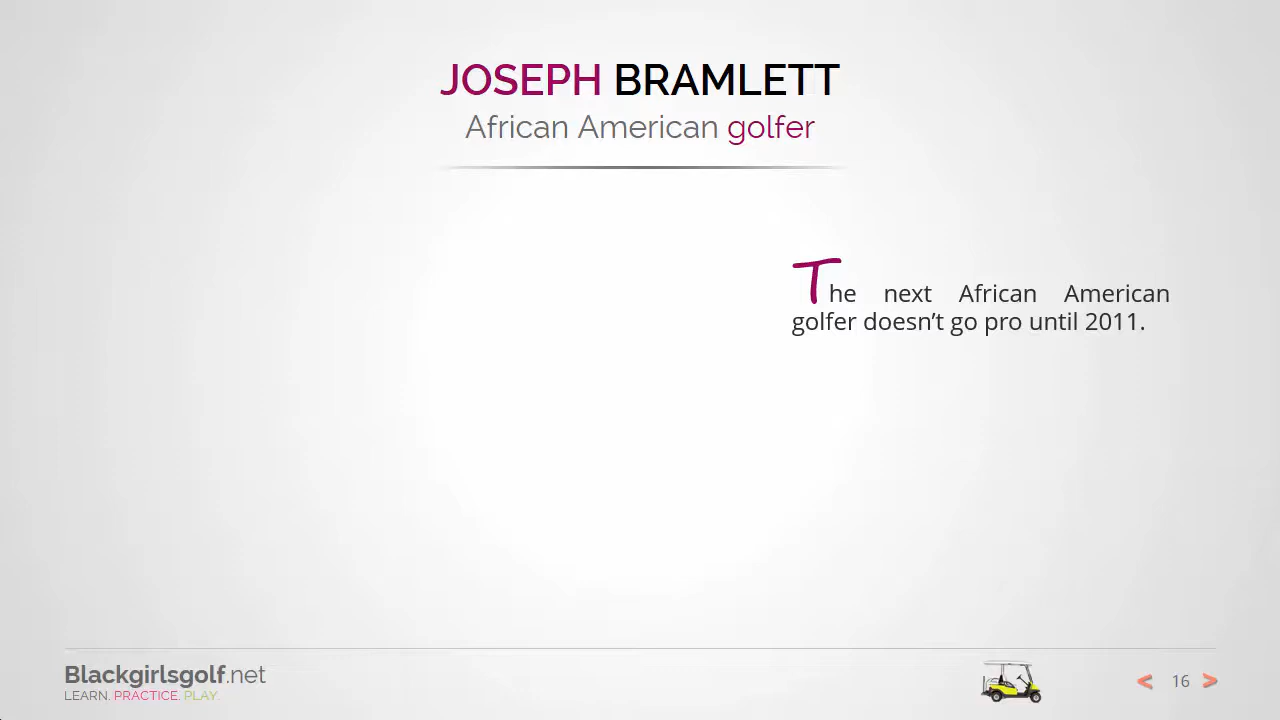 JOSEPH BRAMLETT
African American golfer
The next African American
golfer doesn’t go pro until 2011.
Blackgirlsgolf.net
LEARN. PRACTICE. PLAY.
< 16 >